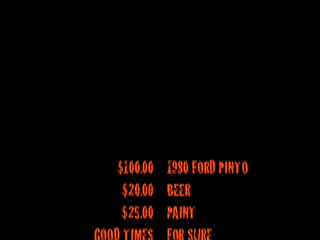 $100.00 1980 FORD PINTO
$20.00 BEER
$25.00 PAINT
GOOD TIMES FOR SURE